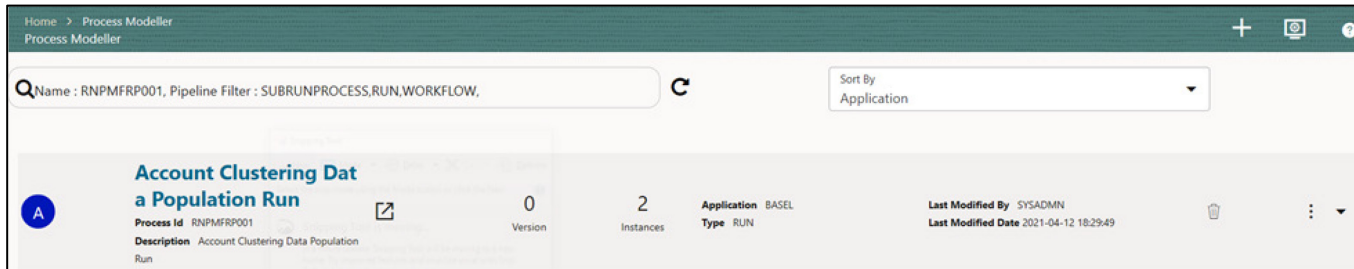 Home > Process Modeller
Process Modeller
Name : RNPMFRP001, Pipeline Filter : SUBRUNPROCESS,RUN,WORKFLOW,
Sort By
Application
A
Account Clustering Dat
a Population Run
Process Id RNPMFRP001
Description Account Clustering Data Population
Run
0
Version
2
Instances
Application BASEL
Type RUN
Last Modified By SYSADMN
Last Modified Date 2021-04-12 18:29:49